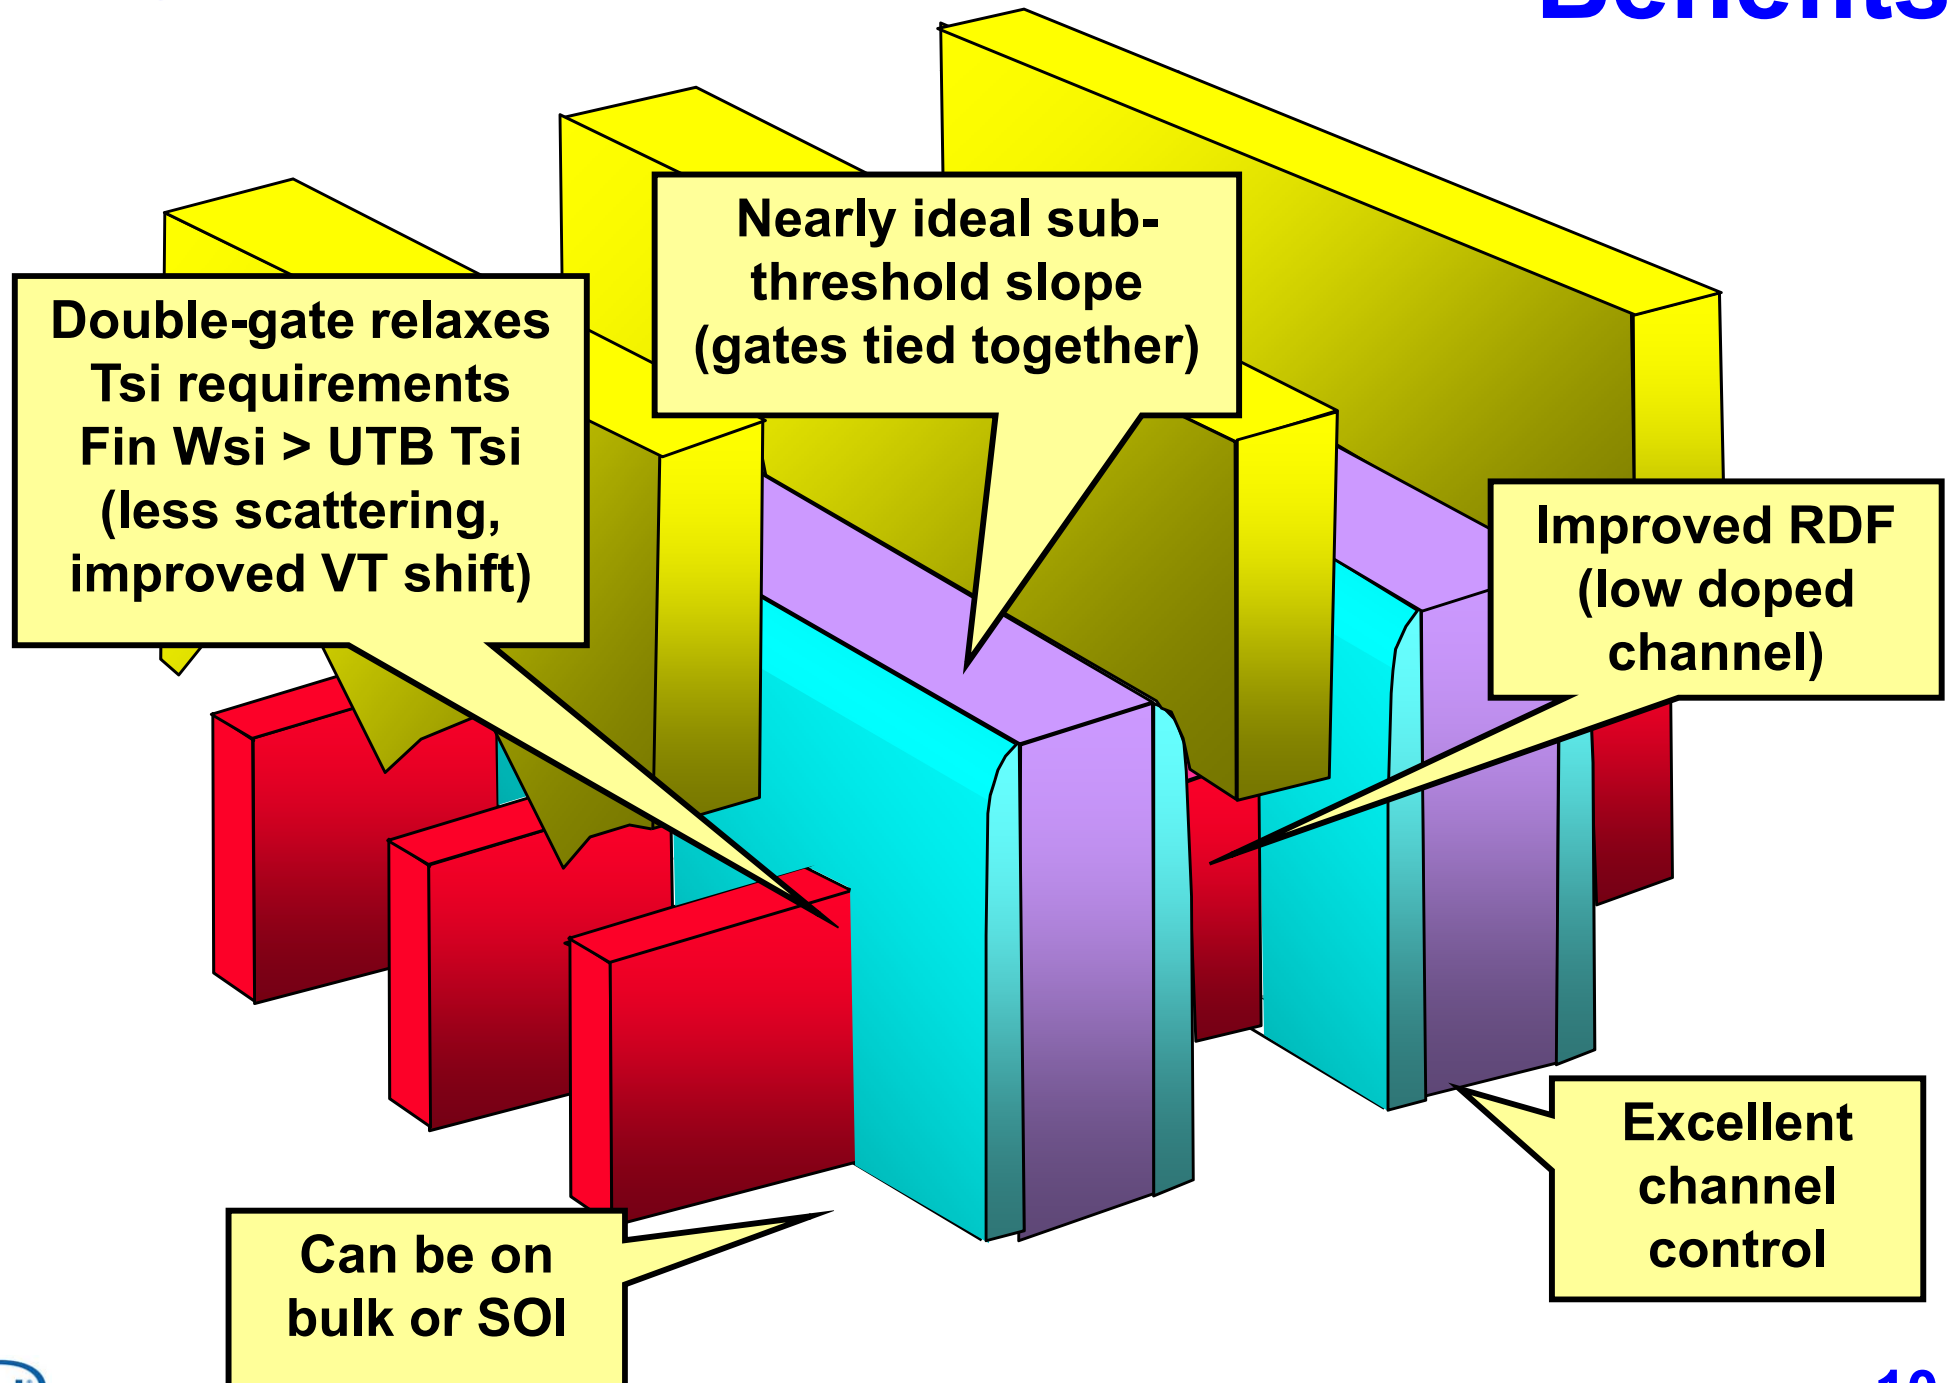 Benefits
Nearly ideal sub-
threshold slope
(gates tied together)
Double-gate relaxes
Tsi requirements
Fin Wsi > UTB Tsi
(less scattering,
improved VT shift)
Improved RDF
(low doped
channel)
Excellent
channel
control
Can be on
bulk or SOI